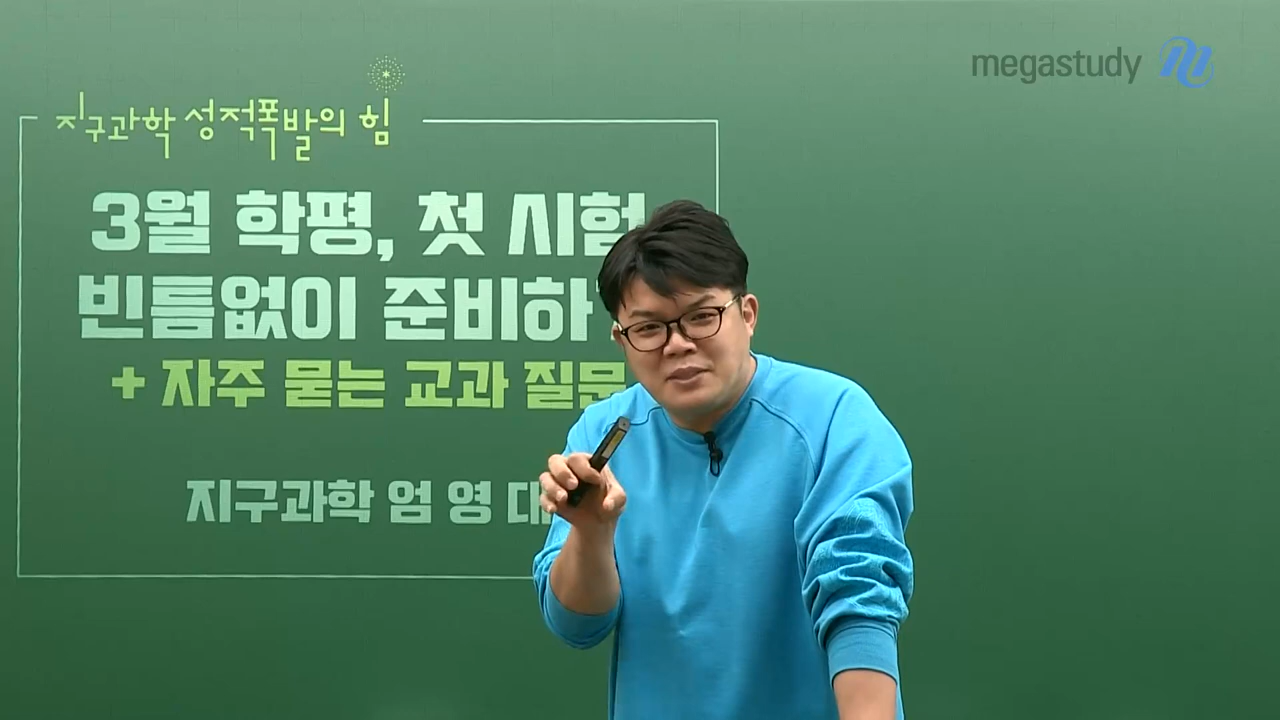 megastudy
지구과학 성적폭발의 힘
3월 학평, 첫 시험
빈틈없이 준비하
+ 자주 묻는 교과 질문
지구과학 엄 영 대